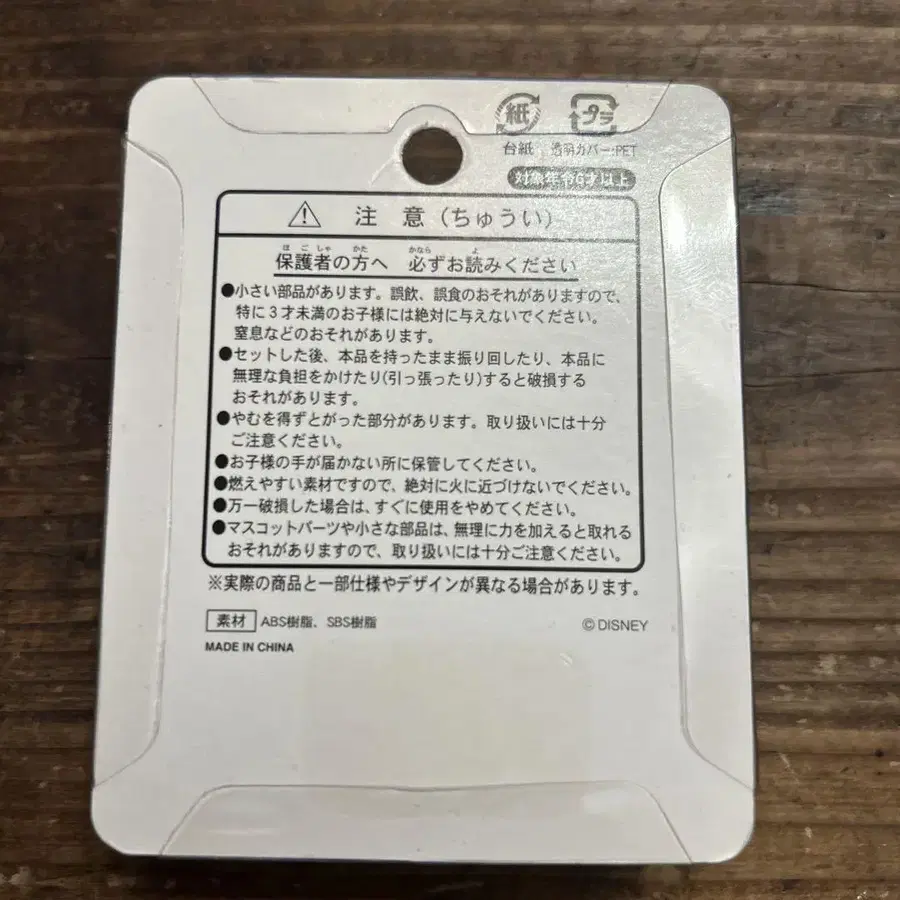 紙 プラ
台紙 透明カバー:PET
対象年令6才以上
注意(ちゅうい)
ほごしゃ かた かなら よ
保護者の方へ 必ずお読みください
●小さい部品があります。誤飲、誤食のおそれがありますので、
特に3才未満のお子様には絶対に与えないでください。
窒息などのおそれがあります。
●セットした後、本品を持ったまま振り回したり、本品に
無理な負担をかけたり(引っ張ったり)すると破損する
おそれがあります。
●やむを得ずとがった部分があります。取り扱いには十分
ご注意ください。
●お子様の手が届かない所に保管してください。
●燃えやすい素材ですので、絶対に火に近づけないでください。
●万一破損した場合は、すぐに使用をやめてください。
●マスコットパーツや小さな部品は、無理に力を加えると取れる
おそれがありますので、取り扱いには十分ご注意ください。
※実際の商品と一部仕様やデザインが異なる場合があります。
素材 ABS樹脂、SBS樹脂
©DISNEY
MADE IN CHINA